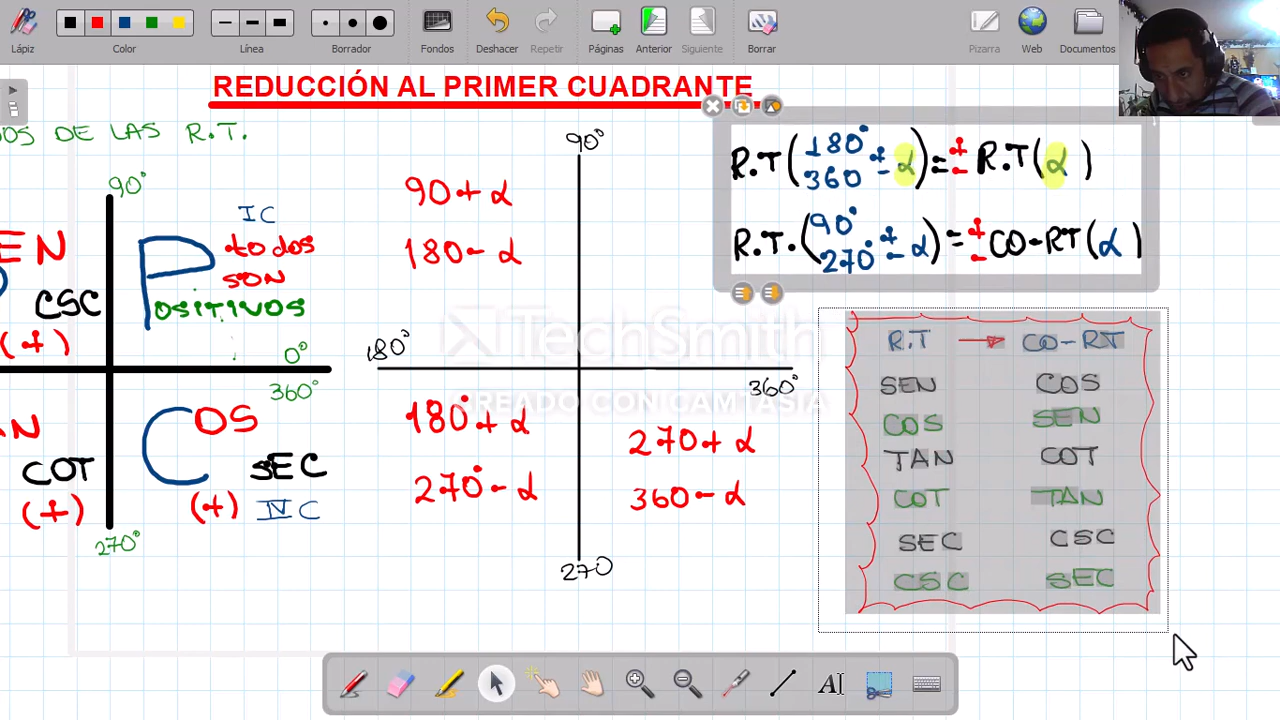 Lápiz
Color
Línea
Borrador
Fondos
Deshacer
Repetir
Páginas
Anterior
Siguiente
Borrar
Pizarra
Web
Documentos
REDUCCIÓN AL PRIMER CUADRANTE
OS DE LAS R.T.
90°
EN
CSC
(+)
IC
P todos
SON
OSITIVOS
0°
360°
AN
COT
(+)
COS
SEC
(+) IVC
270°
90°
90+α
180-α
180°
360°
180°+α
270°-α
270+α
360-α
270
R.T(180° 360 ± α)= ± R.T(α)
R.T.(90° 270° ± α)= ± CO-RT(α)
R.T → CO-RT
SEN COS
COS SEN
TAN COT
COT TAN
SEC CSC
CSC SEC
TechSmith
CREADO CON CAMTASIA
AI